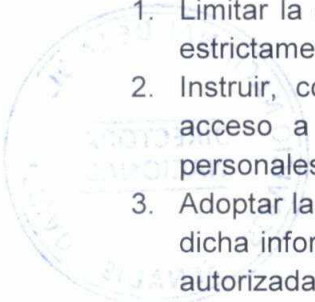 1. Limitar la
estrictame
2. Instruir, co
acceso a
personales
3. Adoptar la
dicha infor
autorizada